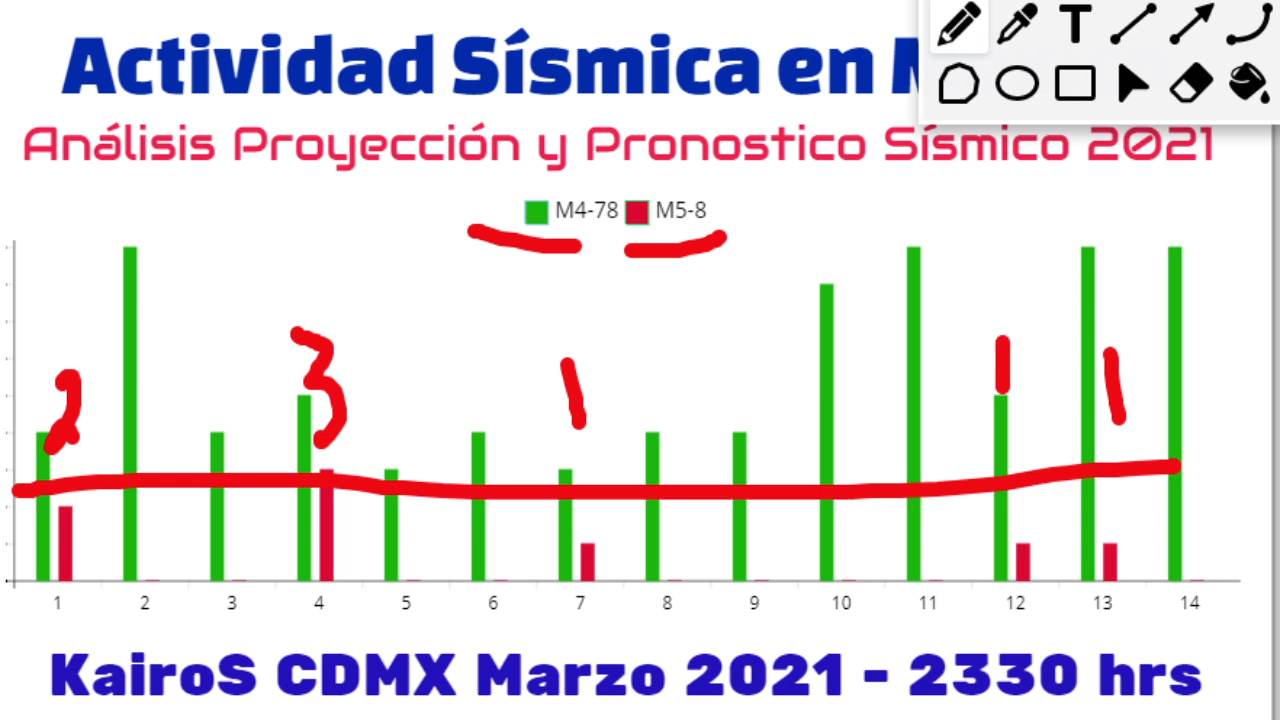 Actividad Sísmica en
Análisis Proyección y Pronostico Sísmico 2021
M4-78 M5-8
2 3 1 1 1
1 2 3 4 5 6 7 8 9 10 11 12 13 14
KairoS CDMX Marzo 2021 - 2330 hrs